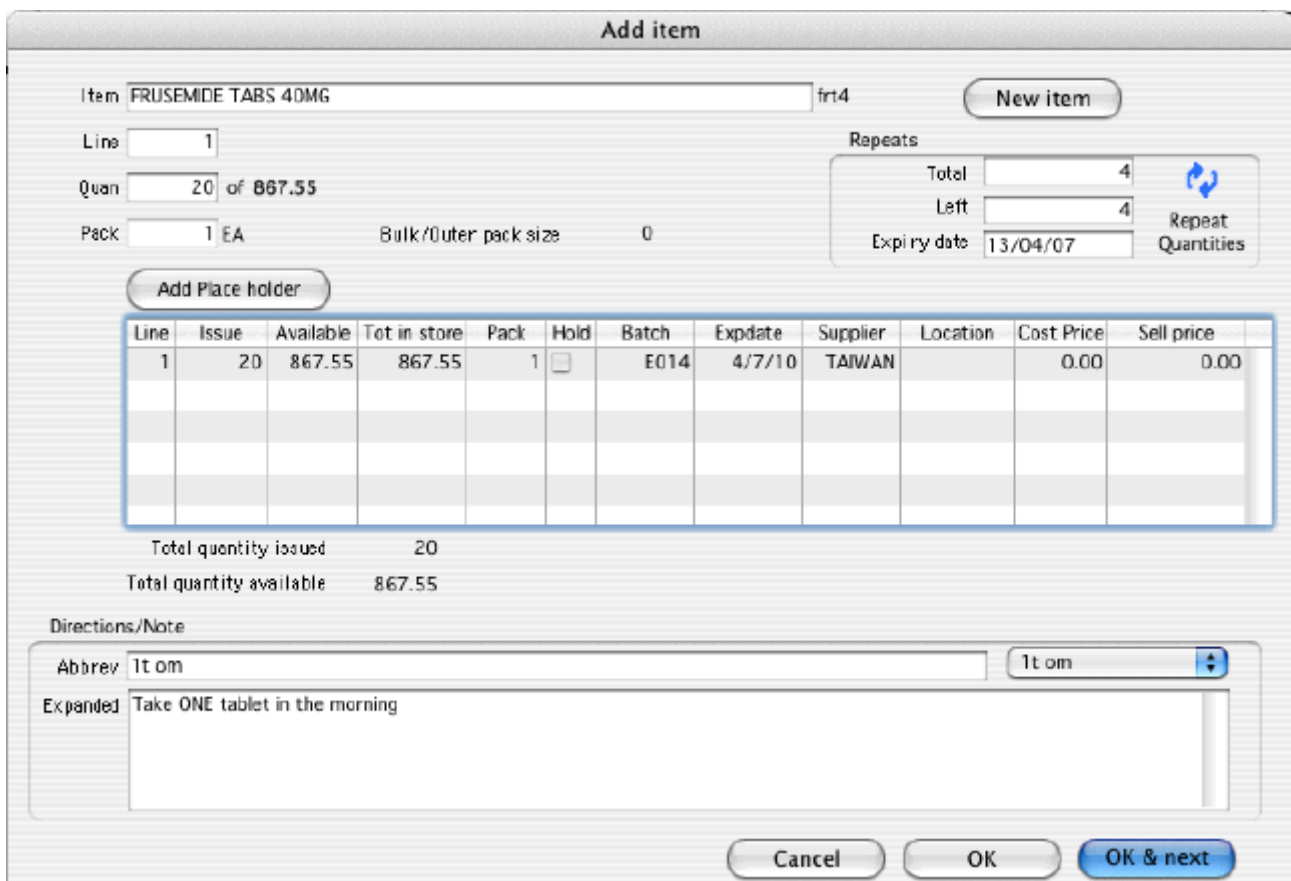 Add item
Item FRUSEMIDE TABS 40MG frt4 New item
Line 1 Repeats
Total 4
Quan 20 of 867.55
Left 4
Pack 1 EA Bulk/Outer pack size 0
Repeat Quantities
Expiry date 13/04/07
Add Place holder
Line Issue Available Tot in store Pack Hold Batch Expdate Supplier Location Cost Price Sell price
1 20 867.55 867.55 1 E014 4/7/10 TAIWAN 0.00 0.00
Total quantity issued 20
Total quantity available 867.55
Directions/Note
Abbrev 1t om 1t om
Expanded Take ONE tablet in the morning
Cancel OK OK & next